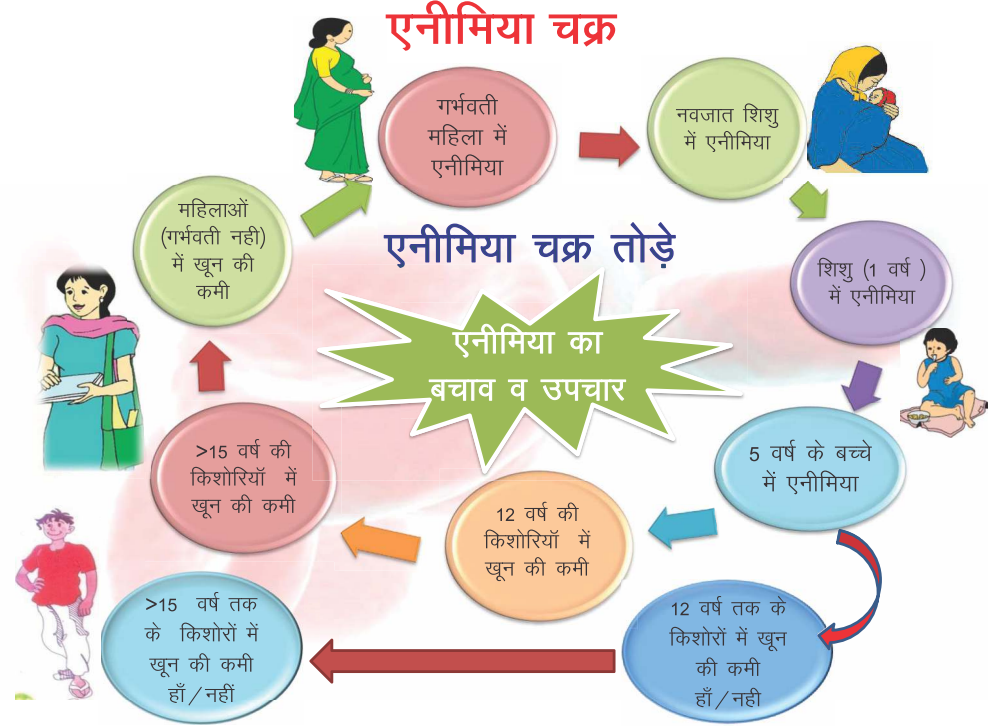 एनीमिया चक्र
गर्भवती
महिला में
एनीमिया
नवजात शिशु
में एनीमिया
शिशु (1 वर्ष )
में एनीमिया
5 वर्ष के बच्चे
में एनीमिया
12 वर्ष की
किशोरियॉ में
खून की कमी
>15 वर्ष की
किशोरियॉ में
खून की कमी
महिलाओं
(गर्भवती नही)
में खून की
कमी
12 वर्ष तक के
किशोरों में खून
की कमी
हाँ/नही
>15 वर्ष तक
के किशोरों में
खून की कमी
हाँ/नहीं
एनीमिया चक्र तोड़े
एनीमिया का
बचाव व उपचार